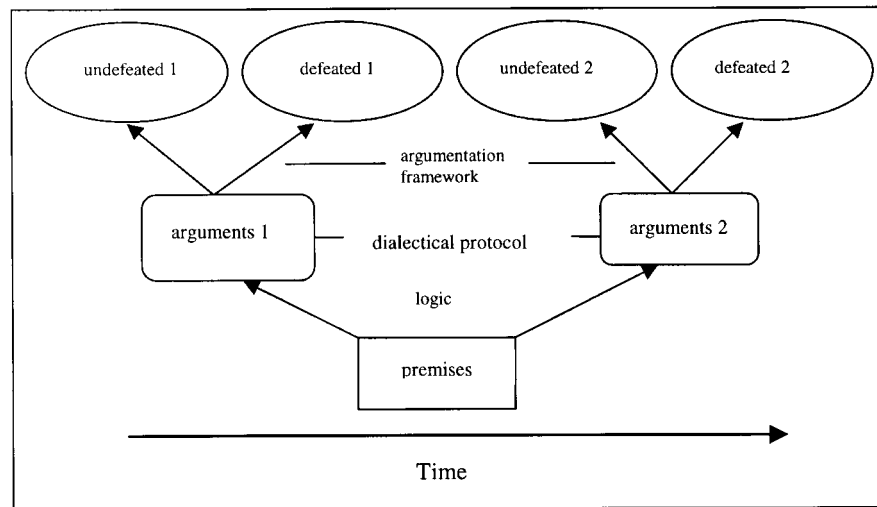 undefeated 1
defeated 1
undefeated 2
defeated 2
argumentation
framework
arguments 1
dialectical protocol
arguments 2
logic
premises
Time